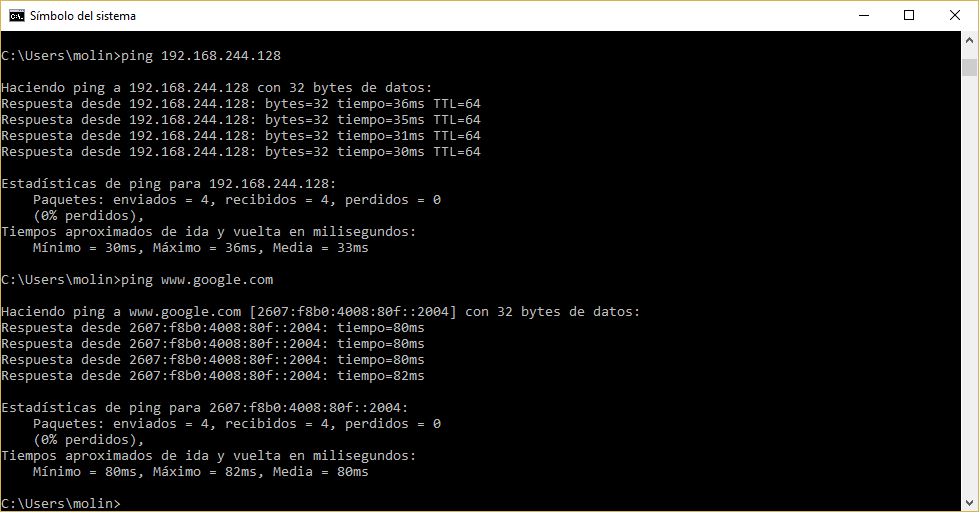 Símbolo del sistema
C:\Users\molin>ping 192.168.244.128
Haciendo ping a 192.168.244.128 con 32 bytes de datos:
Respuesta desde 192.168.244.128: bytes=32 tiempo=36ms TTL=64
Respuesta desde 192.168.244.128: bytes=32 tiempo=35ms TTL=64
Respuesta desde 192.168.244.128: bytes=32 tiempo=31ms TTL=64
Respuesta desde 192.168.244.128: bytes=32 tiempo=30ms TTL=64
Estadísticas de ping para 192.168.244.128:
Paquetes: enviados = 4, recibidos = 4, perdidos = 0
(0% perdidos),
Tiempos aproximados de ida y vuelta en milisegundos:
Mínimo = 30ms, Máximo = 36ms, Media = 33ms
C:\Users\molin>ping www.google.com
Haciendo ping a www.google.com [2607:f8b0:4008:80f::2004] con 32 bytes de datos:
Respuesta desde 2607:f8b0:4008:80f::2004: tiempo=80ms
Respuesta desde 2607:f8b0:4008:80f::2004: tiempo=80ms
Respuesta desde 2607:f8b0:4008:80f::2004: tiempo=80ms
Respuesta desde 2607:f8b0:4008:80f::2004: tiempo=82ms
Estadísticas de ping para 2607:f8b0:4008:80f::2004:
Paquetes: enviados = 4, recibidos = 4, perdidos = 0
(0% perdidos),
Tiempos aproximados de ida y vuelta en milisegundos:
Mínimo = 80ms, Máximo = 82ms, Media = 80ms
C:\Users\molin>